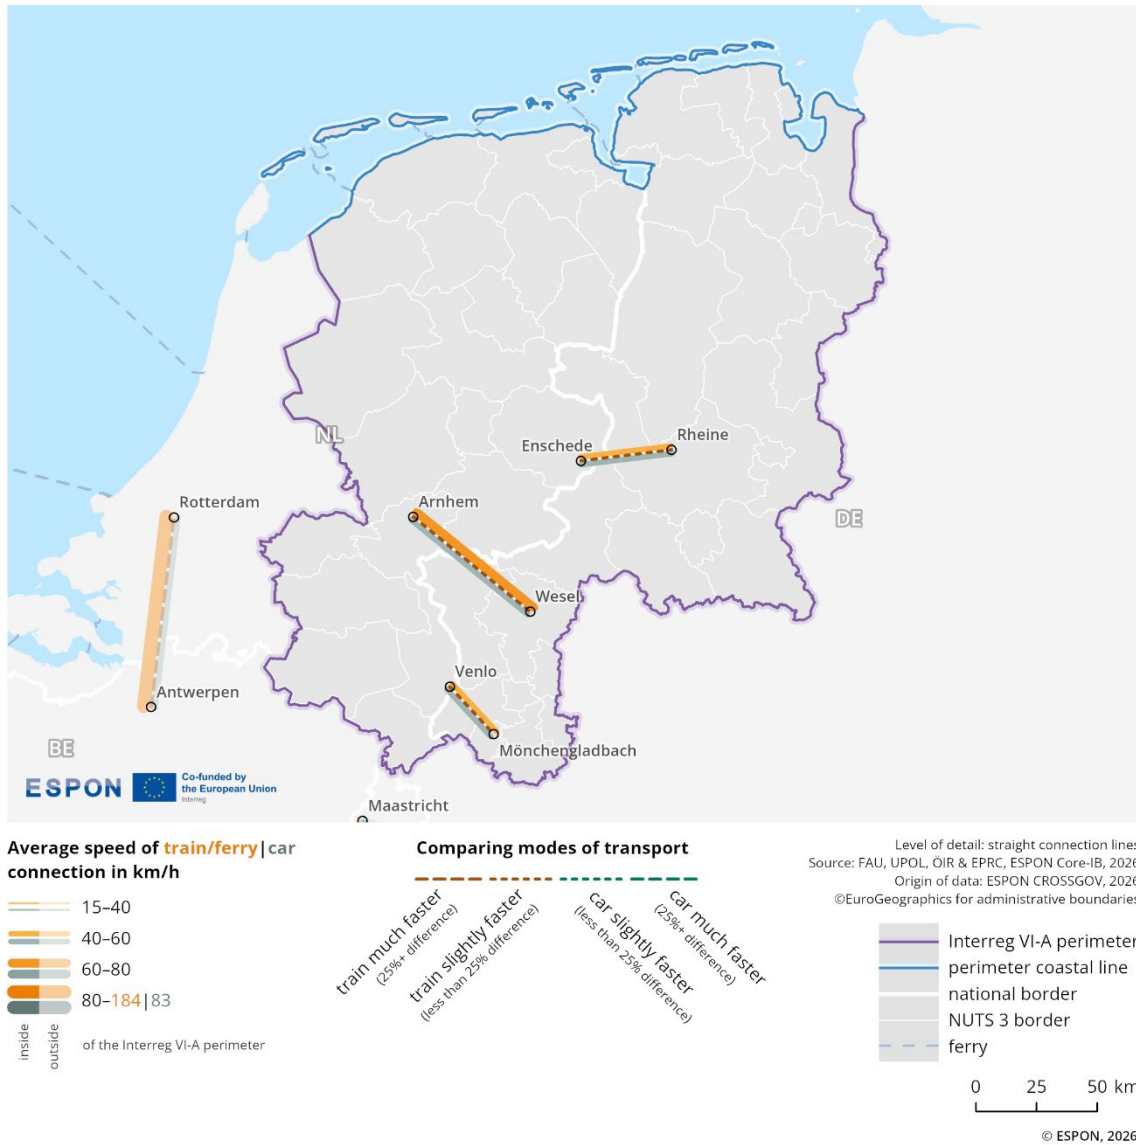 NL
Enschede
Rheine
Rotterdam
Arnhem
DE
Wesel
Venlo
Antwerpen
Mönchengladbach
BE
ESPON
Co-funded by
the European Union
Interreg
Maastricht
Average speed of train/ferry|car
connection in km/h
15–40
40–60
60–80
80–184|83
inside
outside
of the Interreg VI-A perimeter
Comparing modes of transport
train much faster
(25%+ difference)
train slightly faster
(less than 25% difference)
car slightly faster
(less than 25% difference)
car much faster
(25%+ difference)
Level of detail: straight connection lines
Source: FAU, UPOL, ÖIR & EPRC, ESPON Core-IB, 2026
Origin of data: ESPON CROSSGOV, 2026
©EuroGeographics for administrative boundaries
Interreg VI-A perimeter
perimeter coastal line
national border
NUTS 3 border
ferry
0 25 50 km
© ESPON, 2026